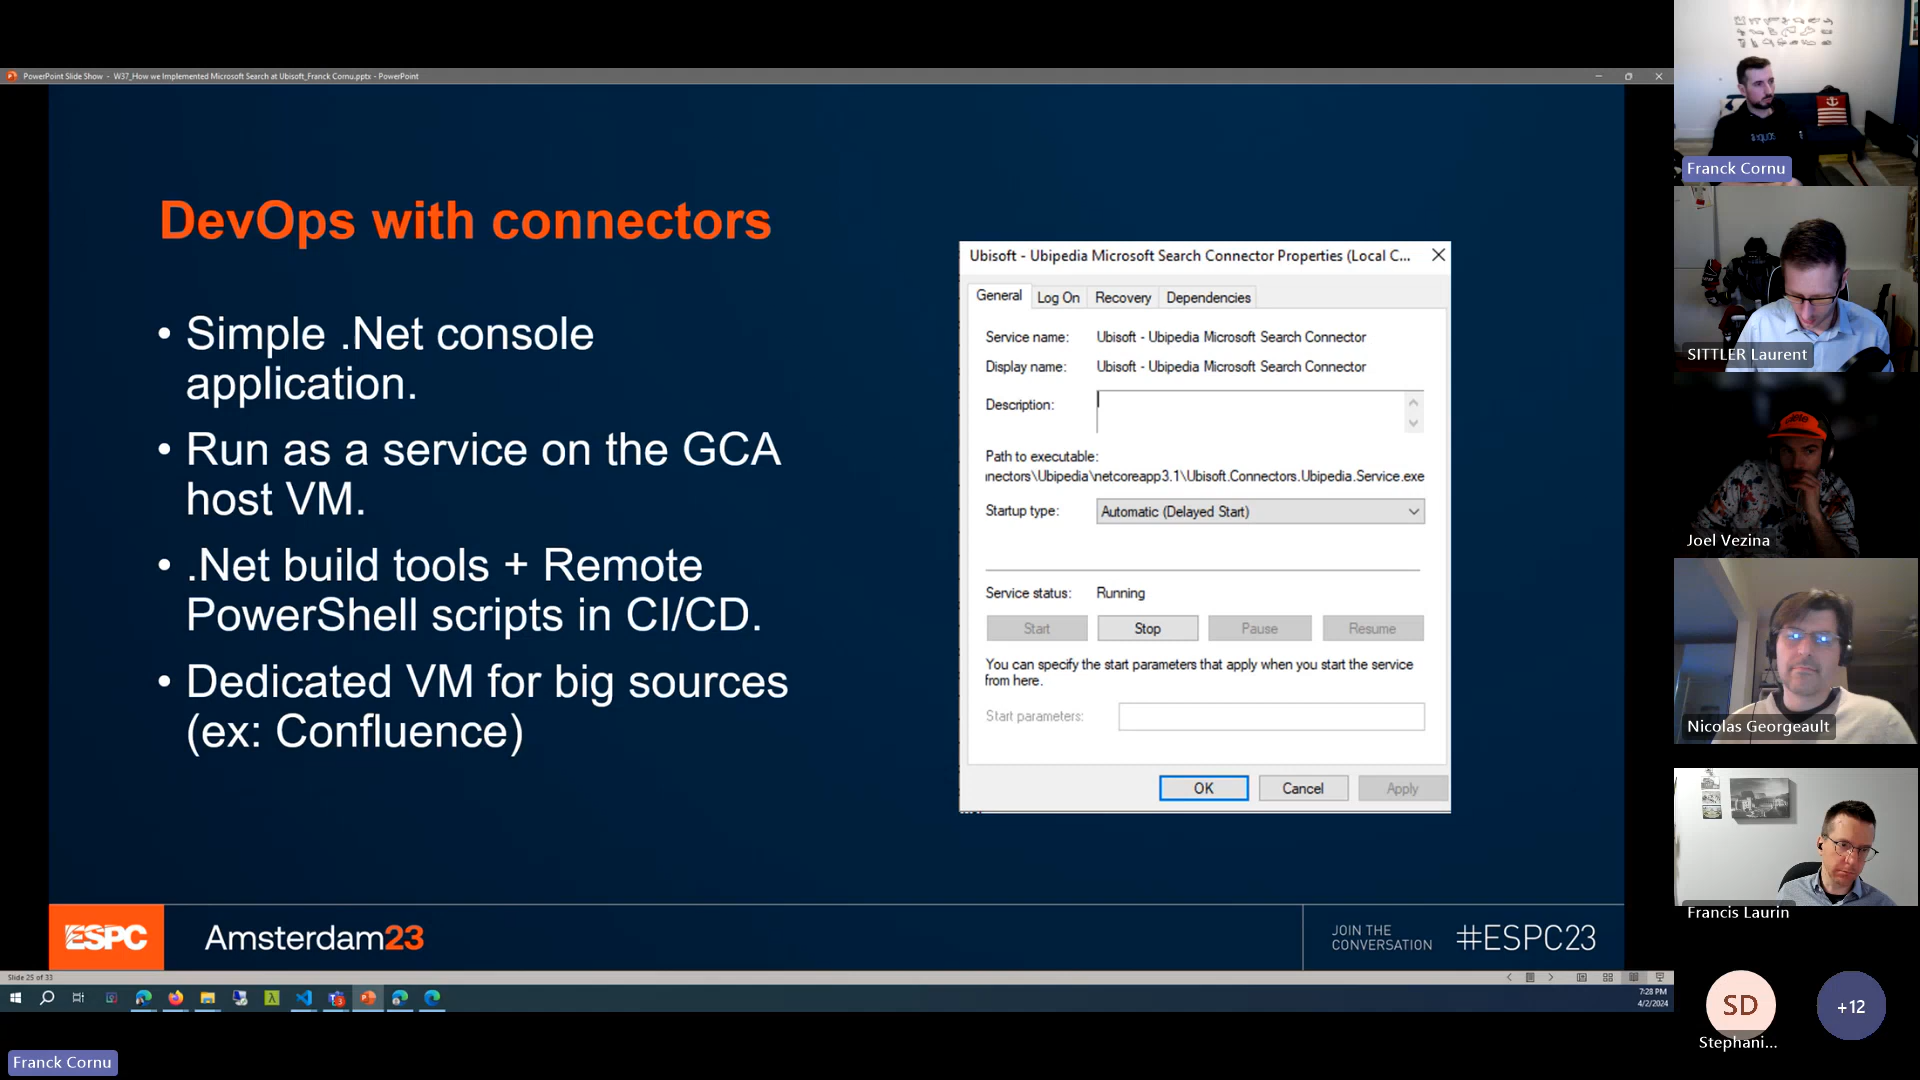 PowerPoint Slide Show - W37_How we Implemented Microsoft Search at Ubisoft_Franck Cornu.pptx - PowerPoint
DevOps with connectors
• Simple .Net console
application.
• Run as a service on the GCA
host VM.
• .Net build tools + Remote
PowerShell scripts in CI/CD.
• Dedicated VM for big sources
(ex: Confluence)
Ubisoft - Ubipedia Microsoft Search Connector Properties (Local C...
General Log On Recovery Dependencies
Service name: Ubisoft - Ubipedia Microsoft Search Connector
Display name: Ubisoft - Ubipedia Microsoft Search Connector
Description:
Path to executable:
nectors\Ubipedia\netcoreapp3.1\Ubisoft.Connectors.Ubipedia.Service.exe
Startup type: Automatic (Delayed Start)
Service status: Running
Start Stop Pause Resume
You can specify the start parameters that apply when you start the service
from here.
Start parameters:
OK Cancel Apply
ESPC Amsterdam23
JOIN THE
CONVERSATION
#ESPC23
Slide 25 of 33
7:28 PM
4/2/2024
Franck Cornu
Franck Cornu
SITTLER Laurent
Joel Vezina
Nicolas Georgeault
Francis Laurin
SD
Stephani...
+12